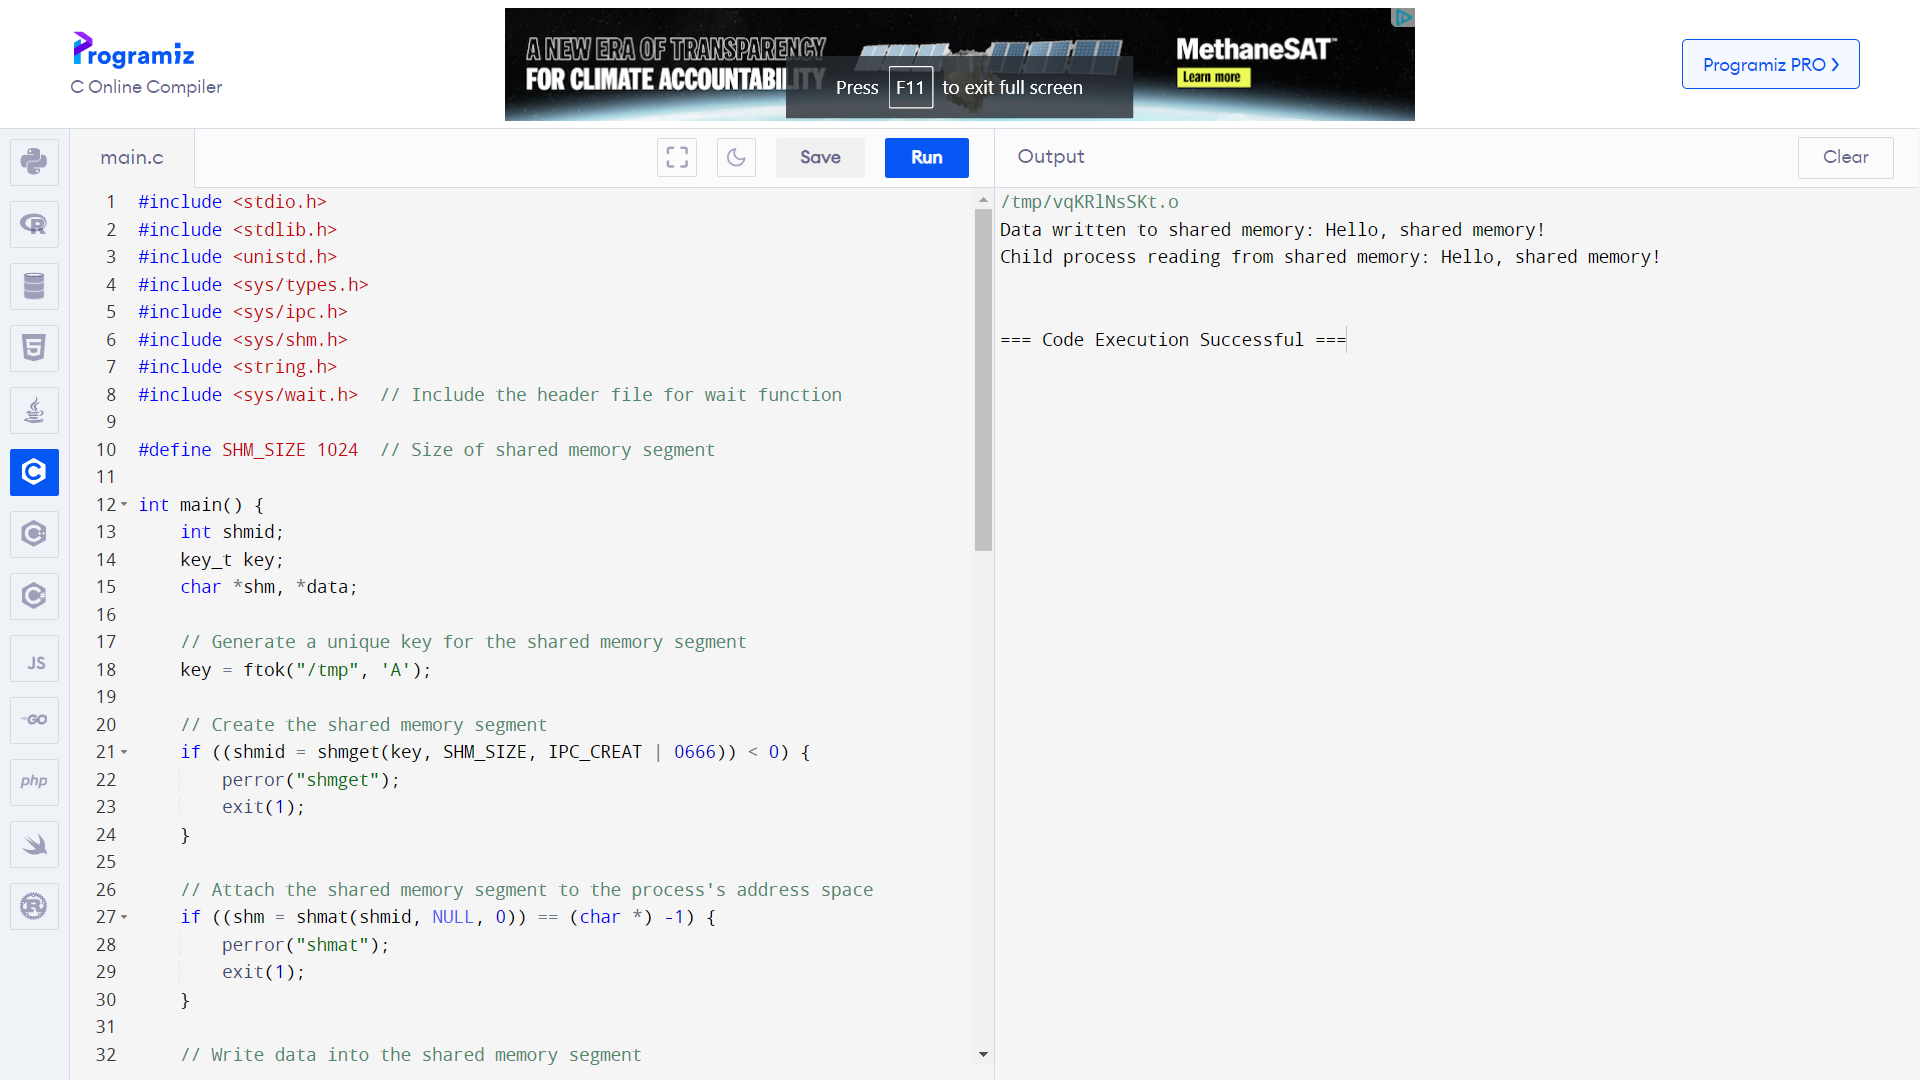 Programiz
C Online Compiler
A NEW ERA OF TRANSPARENCY
FOR CLIMATE ACCOUNTABILITY
MethaneSAT™
Learn more
Press F11 to exit full screen
Programiz PRO
main.c
Save
Run
Output
Clear
1 #include <stdio.h>
2 #include <stdlib.h>
3 #include <unistd.h>
4 #include <sys/types.h>
5 #include <sys/ipc.h>
6 #include <sys/shm.h>
7 #include <string.h>
8 #include <sys/wait.h>  // Include the header file for wait function
9
10 #define SHM_SIZE 1024  // Size of shared memory segment
11
12 int main() {
13     int shmid;
14     key_t key;
15     char *shm, *data;
16
17     // Generate a unique key for the shared memory segment
18     key = ftok("/tmp", 'A');
19
20     // Create the shared memory segment
21     if ((shmid = shmget(key, SHM_SIZE, IPC_CREAT | 0666)) < 0) {
22         perror("shmget");
23         exit(1);
24     }
25
26     // Attach the shared memory segment to the process's address space
27     if ((shm = shmat(shmid, NULL, 0)) == (char *) -1) {
28         perror("shmat");
29         exit(1);
30     }
31
32     // Write data into the shared memory segment
/tmp/vqKRlNsSKt.o
Data written to shared memory: Hello, shared memory!
Child process reading from shared memory: Hello, shared memory!
=== Code Execution Successful ===
R
5
C
C
C
JS
GO
php
R